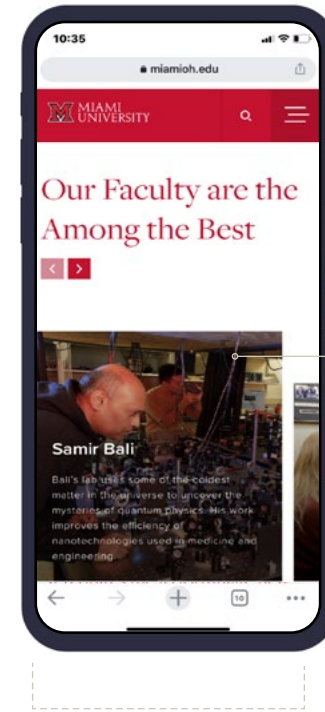 10:35
miamioh.edu
MIAMI
UNIVERSITY
Our Faculty are the
Among the Best
Samir Bali
Bali's lab uses some of the coldest
matter in the universe to uncover the
mysteries of quantum physics. His work
improves the efficiency of
nanotechnologies used in medicine and
engineering.
10